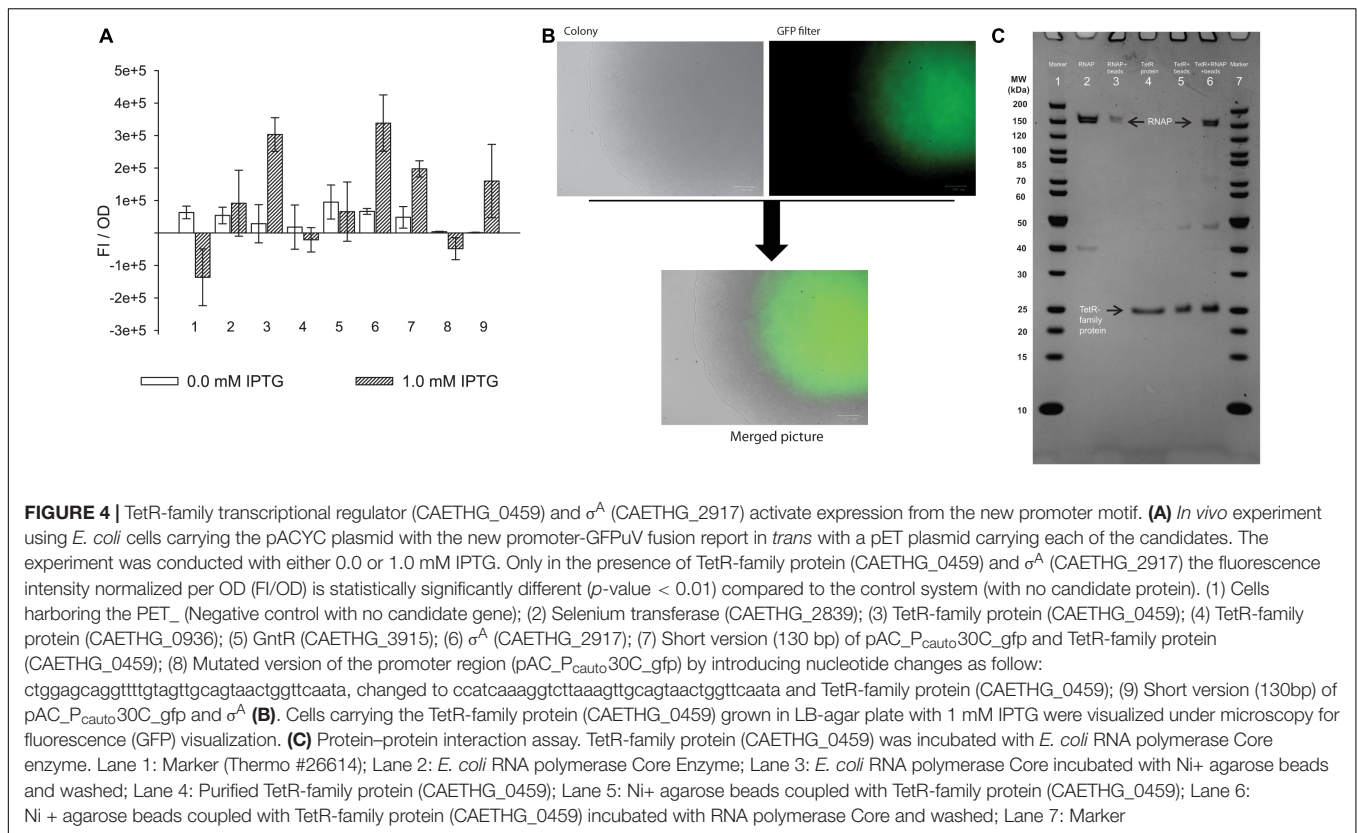 A
5e+5
4e+5
3e+5
2e+5
1e+5
-1e+5
-2e+5
-3e+5
FI / OD
1 2 3 4 5 6 7 8 9
0.0 mM IPTG 1.0 mM IPTG
B
Colony GFP filter
Merged picture
C
MW
(kDa)
Marker RNAP RNAP+ beads TetR protein TetR+ beads TetR+RNAP +beads Marker
1 2 3 4 5 6 7
200
150
120
100
85
70
60
50
40
30
25
20
15
10
RNAP
TetR-
family
protein
FIGURE 4 | TetR-family transcriptional regulator (CAETHG_0459) and σA (CAETHG_2917) activate expression from the new promoter motif. (A) In vivo experiment
using E. coli cells carrying the pACYC plasmid with the new promoter-GFPuV fusion report in trans with a pET plasmid carrying each of the candidates. The
experiment was conducted with either 0.0 or 1.0 mM IPTG. Only in the presence of TetR-family protein (CAETHG_0459) and σA (CAETHG_2917) the fluorescence
intensity normalized per OD (FI/OD) is statistically significantly different (p-value < 0.01) compared to the control system (with no candidate protein). (1) Cells
harboring the PET_ (Negative control with no candidate gene); (2) Selenium transferase (CAETHG_2839); (3) TetR-family protein (CAETHG_0459); (4) TetR-family
protein (CAETHG_0936); (5) GntR (CAETHG_3915); (6) σA (CAETHG_2917); (7) Short version (130 bp) of pAC_Pcauto30C_gfp and TetR-family protein
(CAETHG_0459); (8) Mutated version of the promoter region (pAC_Pcauto30C_gfp) by introducing nucleotide changes as follow:
ctggagcaggttttgtagttgcagtaactggttcaata, changed to ccatcaaaggtcttaaagttgcagtaactggttcaata and TetR-family protein (CAETHG_0459); (9) Short version (130bp) of
pAC_Pcauto30C_gfp and σA (B). Cells carrying the TetR-family protein (CAETHG_0459) grown in LB-agar plate with 1 mM IPTG were visualized under microscopy for
fluorescence (GFP) visualization. (C) Protein–protein interaction assay. TetR-family protein (CAETHG_0459) was incubated with E. coli RNA polymerase Core
enzyme. Lane 1: Marker (Thermo #26614); Lane 2: E. coli RNA polymerase Core Enzyme; Lane 3: E. coli RNA polymerase Core incubated with Ni+ agarose beads
and washed; Lane 4: Purified TetR-family protein (CAETHG_0459); Lane 5: Ni+ agarose beads coupled with TetR-family protein (CAETHG_0459); Lane 6:
Ni + agarose beads coupled with TetR-family protein (CAETHG_0459) incubated with RNA polymerase Core and washed; Lane 7: Marker